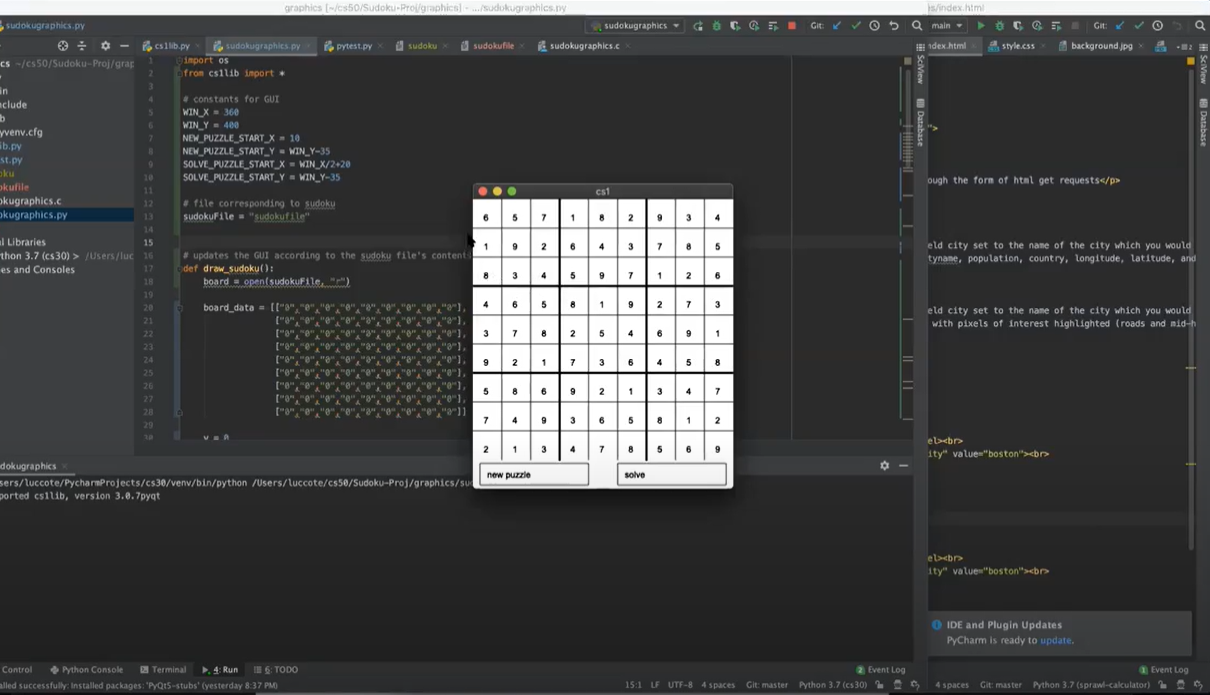 graphics [~/cs50/Sudoku-Proj/graphics] - .../sudokugraphics.py
s/index.html
sudokugraphics.py
sudokugraphics
Git:
main
Git:
cs1lib.py
sudokugraphics.py
pytest.py
sudoku
sudokufile
sudokugraphics.c
dex.html
style.css
background.jpg
cs ~/cs50/Sudoku-Proj/grap
in
nclude
b
yvenv.cfg
ib.py
st.py
oku
okufile
okugraphics.c
okugraphics.py
al Libraries
thon 3.7 (cs30) > /Users/luc
es and Consoles
SciView
Database
SciView
Database
1 import os
2 from cs1lib import *
3
4 # constants for GUI
5 WIN_X = 360
6 WIN_Y = 400
7 NEW_PUZZLE_START_X = 10
8 NEW_PUZZLE_START_Y = WIN_Y-35
9 SOLVE_PUZZLE_START_X = WIN_X/2+20
10 SOLVE_PUZZLE_START_Y = WIN_Y-35
11
12 # file corresponding to sudoku
13 sudokuFile = "sudokufile"
14
15
16 # updates the GUI according to the sudoku file's content
17 def draw_sudoku():
18 board = open(sudokuFile, "r")
19
20 board_data = [["0","0","0","0","0","0","0","0","0"],
21 ["0","0","0","0","0","0","0","0","0"],
22 ["0","0","0","0","0","0","0","0","0"],
23 ["0","0","0","0","0","0","0","0","0"],
24 ["0","0","0","0","0","0","0","0","0"],
25 ["0","0","0","0","0","0","0","0","0"],
26 ["0","0","0","0","0","0","0","0","0"],
27 ["0","0","0","0","0","0","0","0","0"],
28 ["0","0","0","0","0","0","0","0","0"]]
29
30 v = 0
cs1
6 5 7 1 8 2 9 3 4
1 9 2 6 4 3 7 8 5
8 3 4 5 9 7 1 2 6
4 6 5 8 1 9 2 7 3
3 7 8 2 5 4 6 9 1
9 2 1 7 3 6 4 5 8
5 8 6 9 2 1 3 4 7
7 4 9 3 6 5 8 1 2
2 1 3 4 7 8 5 6 9
new puzzle
solve
">
ough the form of html get requests</p>
eld city set to the name of the city which you would
tyname, population, country, longitude, latitude, and
eld city set to the name of the city which you would
with pixels of interest highlighted (roads and mid-h
el><br>
ity" value="boston"><br>
el><br>
ity" value="boston"><br>
dokugraphics
sers/luccote/PycharmProjects/cs30/venv/bin/python /Users/luccote/cs50/Sudoku-Proj/graphics/su
ported cs1lib, version 3.0.7pyqt
IDE and Plugin Updates
PyCharm is ready to update.
Control
Python Console
Terminal
4: Run
6: TODO
2 Event Log
1 Event Log
alled successfully: Installed packages: 'PyQt5-stubs' (yesterday 8:37 PM)
15:1 LF UTF-8 4 spaces Git: master Python 3.7 (cs30)
4 spaces Git: master Python 3.7 (sprawl-calculator)